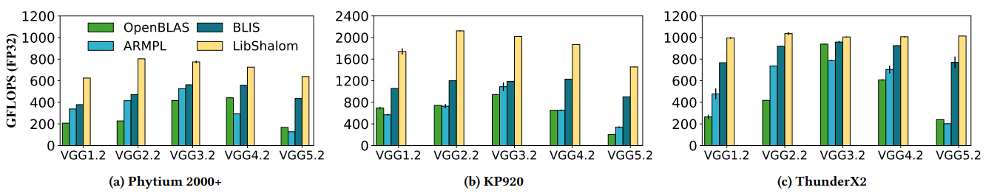 GFLOPS (FP32)
1200
1000
800
600
400
200
0
OpenBLAS
BLIS
ARMPL
LibShalom
VGG1.2
VGG2.2
VGG3.2
VGG4.2
VGG5.2
(a) Phytium 2000+
2400
2000
1600
1200
800
400
0
VGG1.2
VGG2.2
VGG3.2
VGG4.2
VGG5.2
(b) KP920
1200
1000
800
600
400
200
0
VGG1.2
VGG2.2
VGG3.2
VGG4.2
VGG5.2
(c) ThunderX2